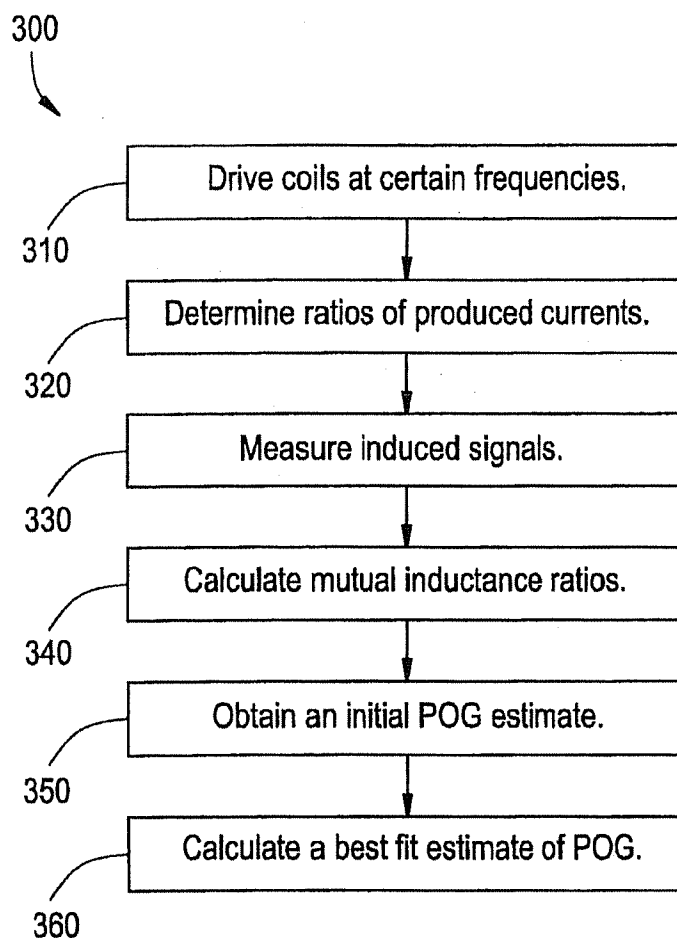 300
Drive coils at certain frequencies.
310
Determine ratios of produced currents.
320
Measure induced signals.
330
Calculate mutual inductance ratios.
340
Obtain an initial POG estimate.
350
Calculate a best fit estimate of POG.
360